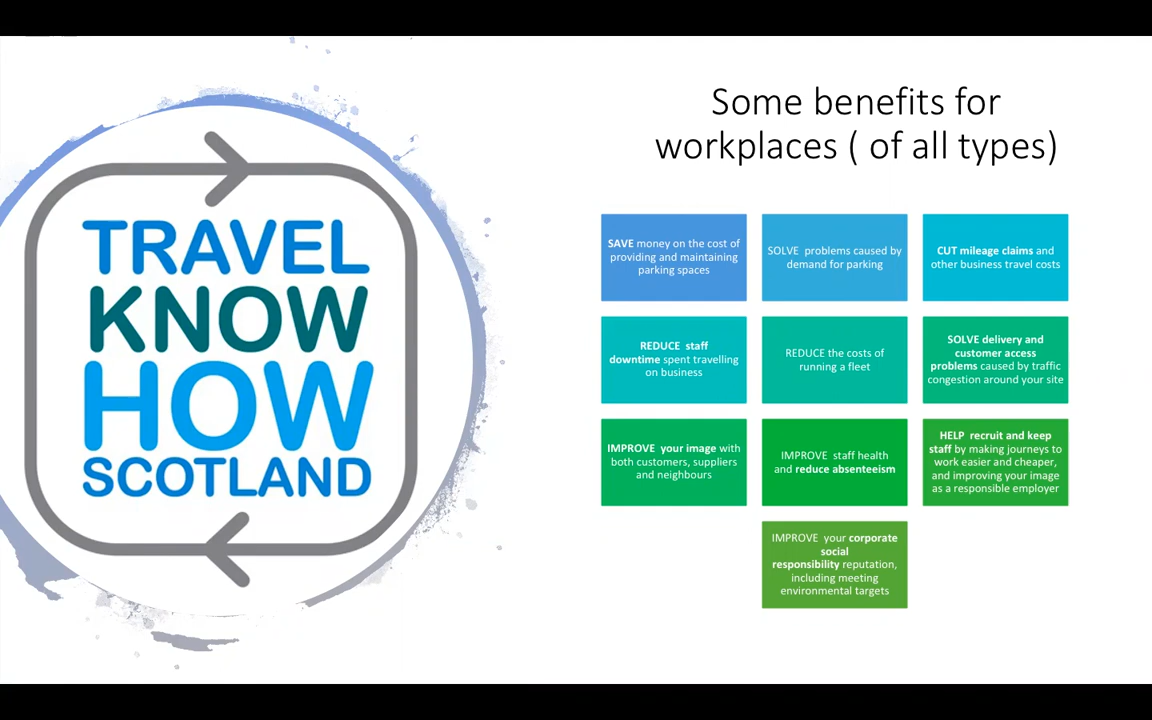 TRAVEL
KNOW
HOW
SCOTLAND
Some benefits for
workplaces ( of all types)
SAVE money on the cost of
providing and maintaining
parking spaces
SOLVE problems caused by
demand for parking
CUT mileage claims and
other business travel costs
REDUCE staff
downtime spent travelling
on business
REDUCE the costs of
running a fleet
SOLVE delivery and
customer access
problems caused by traffic
congestion around your site
IMPROVE your image with
both customers, suppliers
and neighbours
IMPROVE staff health
and reduce absenteeism
HELP recruit and keep
staff by making journeys to
work easier and cheaper,
and improving your image
as a responsible employer
IMPROVE your corporate
social
responsibility reputation,
including meeting
environmental targets